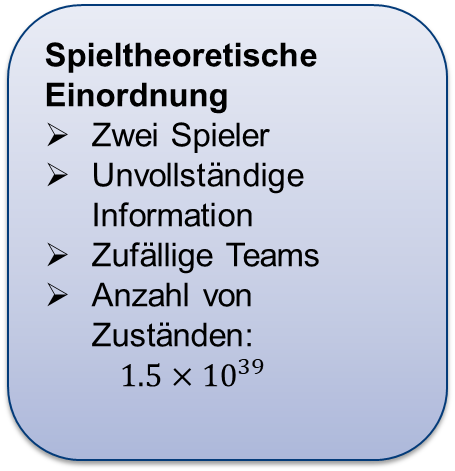 Spieltheoretische
Einordnung
➢ Zwei Spieler
➢ Unvollständige
Information
➢ Zufällige Teams
➢ Anzahl von
Zuständen:
1.5 × 10³⁹